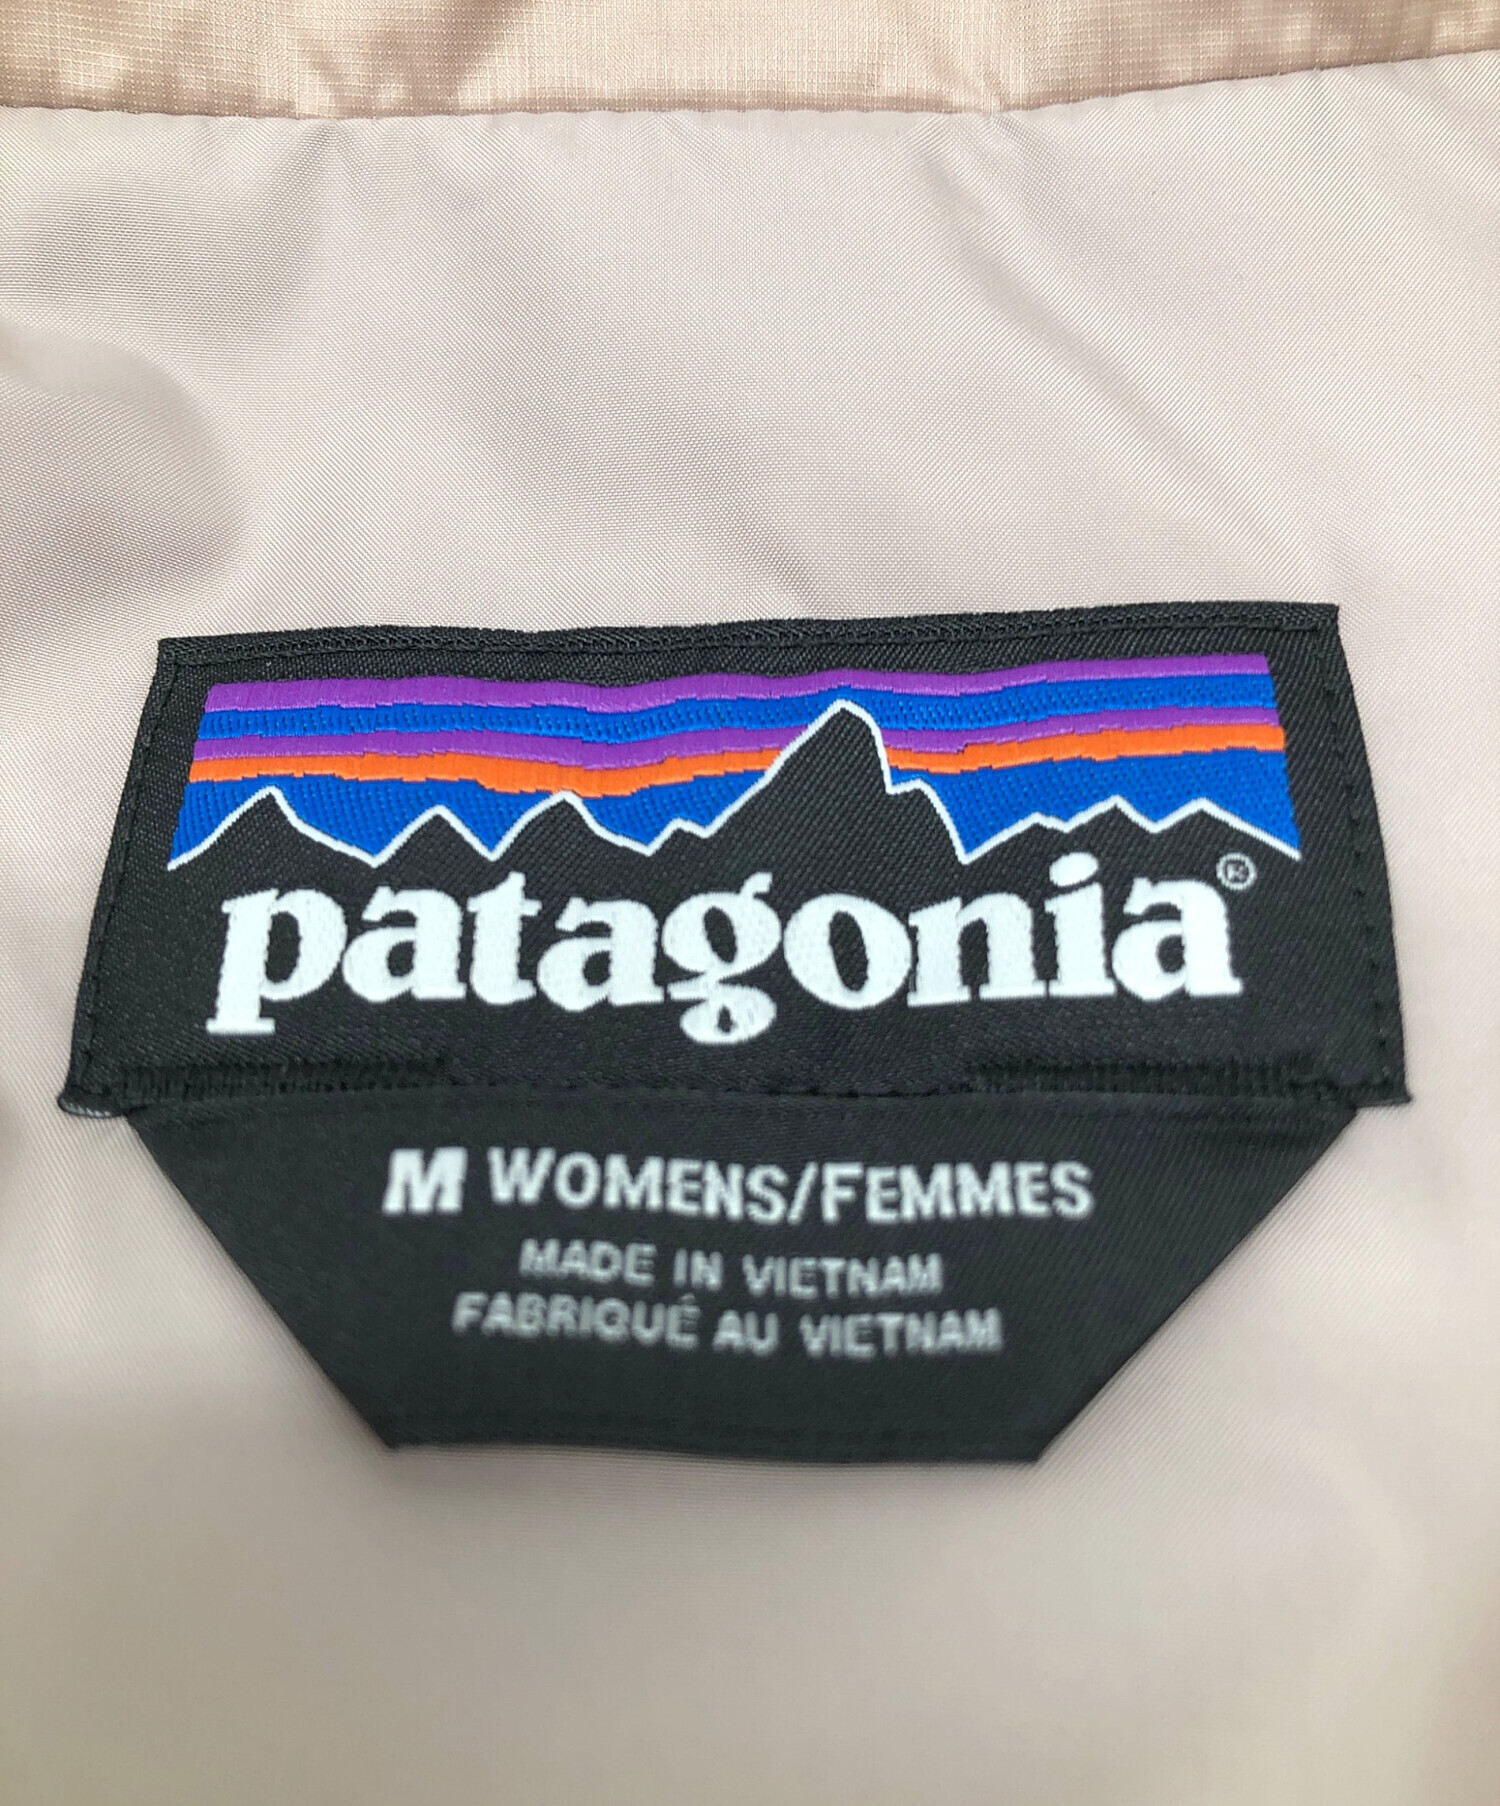 patagonia®
M WOMENS/FEMMES
MADE IN VIETNAM
FABRIQUÉ AU VIETNAM